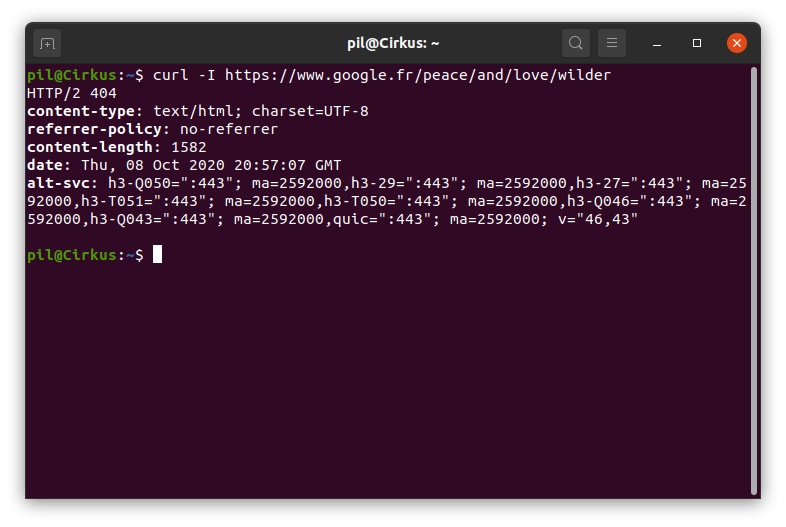 pil@Cirkus: ~
pil@Cirkus:~$ curl -I https://www.google.fr/peace/and/love/wilder
HTTP/2 404
content-type: text/html; charset=UTF-8
referrer-policy: no-referrer
content-length: 1582
date: Thu, 08 Oct 2020 20:57:07 GMT
alt-svc: h3-Q050=":443"; ma=2592000,h3-29=":443"; ma=2592000,h3-27=":443"; ma=25
92000,h3-T051=":443"; ma=2592000,h3-T050=":443"; ma=2592000,h3-Q046=":443"; ma=2
592000,h3-Q043=":443"; ma=2592000,quic=":443"; ma=2592000; v="46,43"
pil@Cirkus:~$